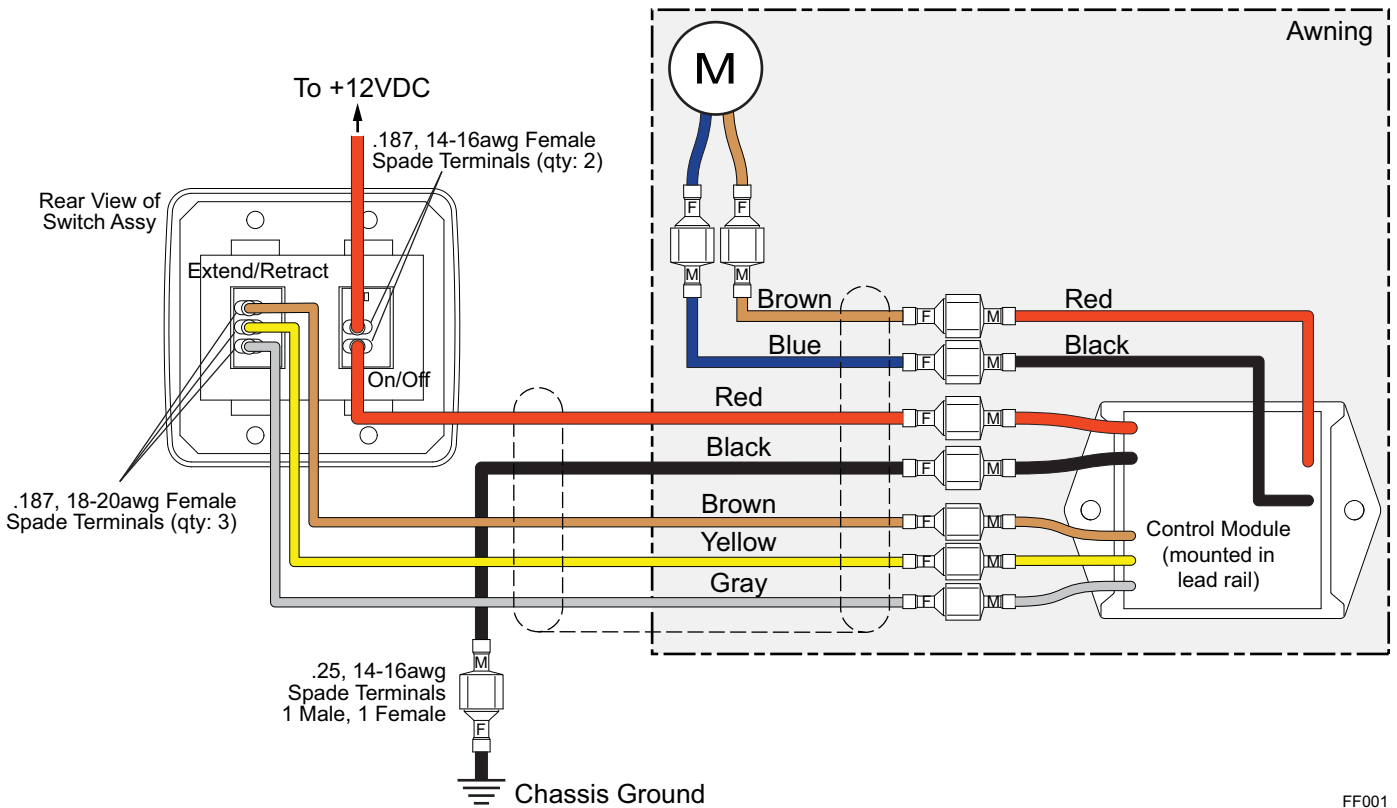 Awning
M
To +12VDC
.187, 14-16awg Female
Spade Terminals (qty: 2)
Rear View of
Switch Assy
F
F
M
M
Extend/Retract
On/Off
Brown
F
M
Red
Blue
F
M
Black
Red
F
M
Black
F
M
.187, 18-20awg Female
Spade Terminals (qty: 3)
Brown
F
M
Yellow
F
M
Gray
F
M
Control Module
(mounted in
lead rail)
.25, 14-16awg
Spade Terminals
1 Male, 1 Female
M
F
Chassis Ground
FF001